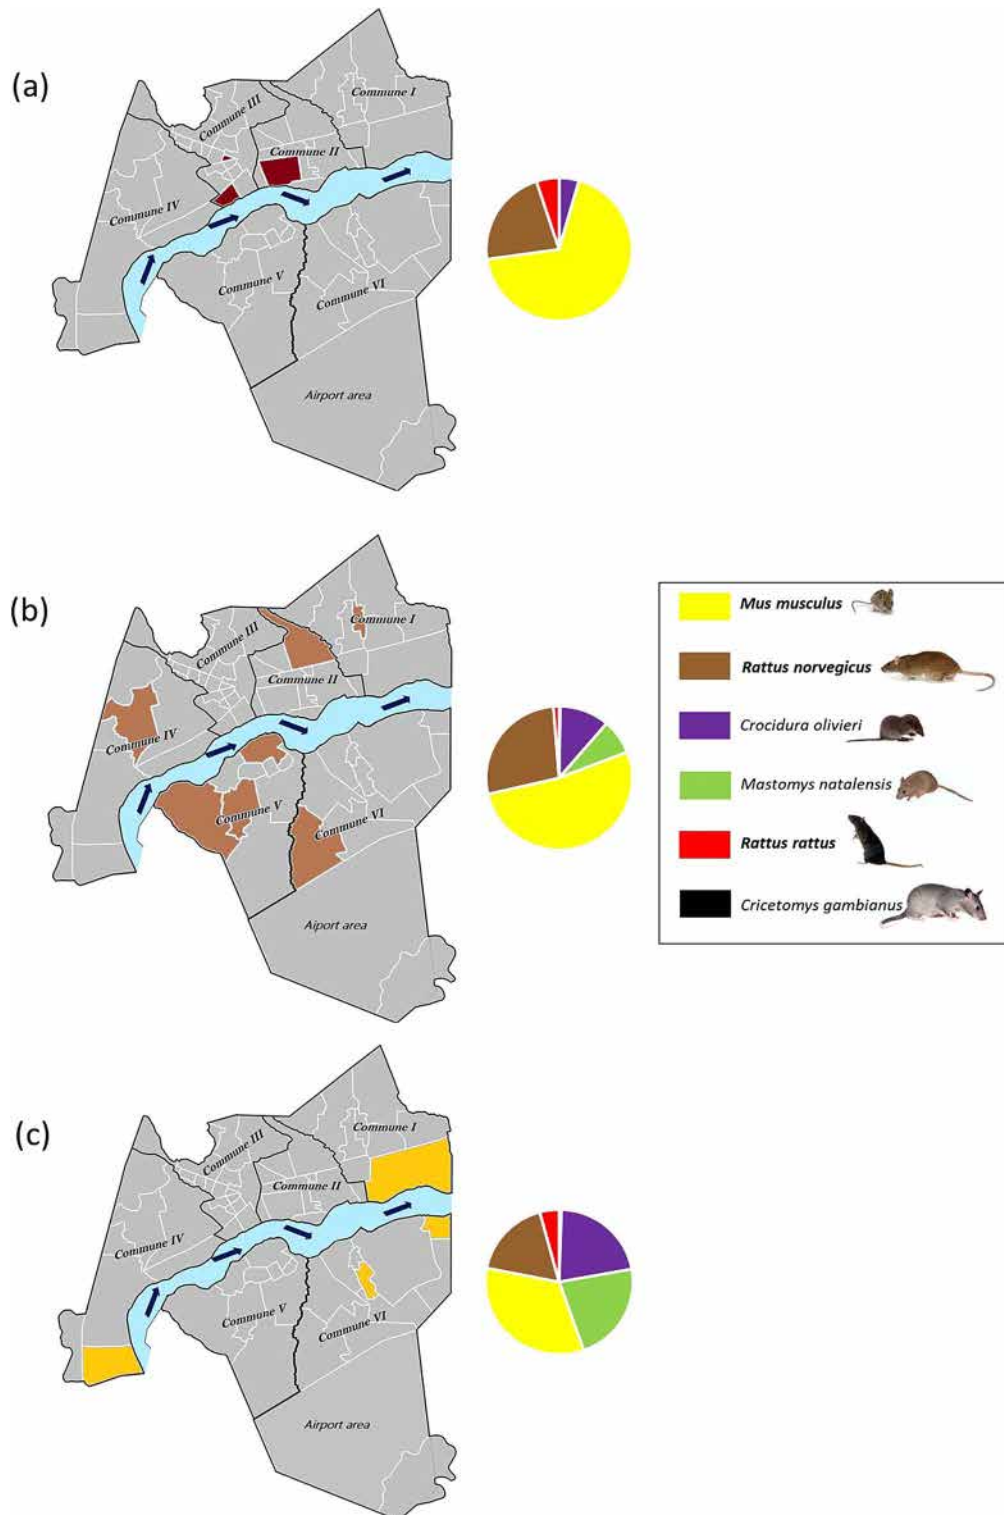 (a)
Commune I
Commune III
Commune II
Commune IV
Commune V
Commune VI
Airport area
(b)
Commune I
Commune III
Commune II
Commune IV
Commune V
Commune VI
Aiport area
Mus musculus
Rattus norvegicus
Crocidura olivieri
Mastomys natalensis
Rattus rattus
Cricetomys gambianus
(c)
Commune I
Commune III
Commune II
Commune IV
Commune V
Commune VI
Airport area